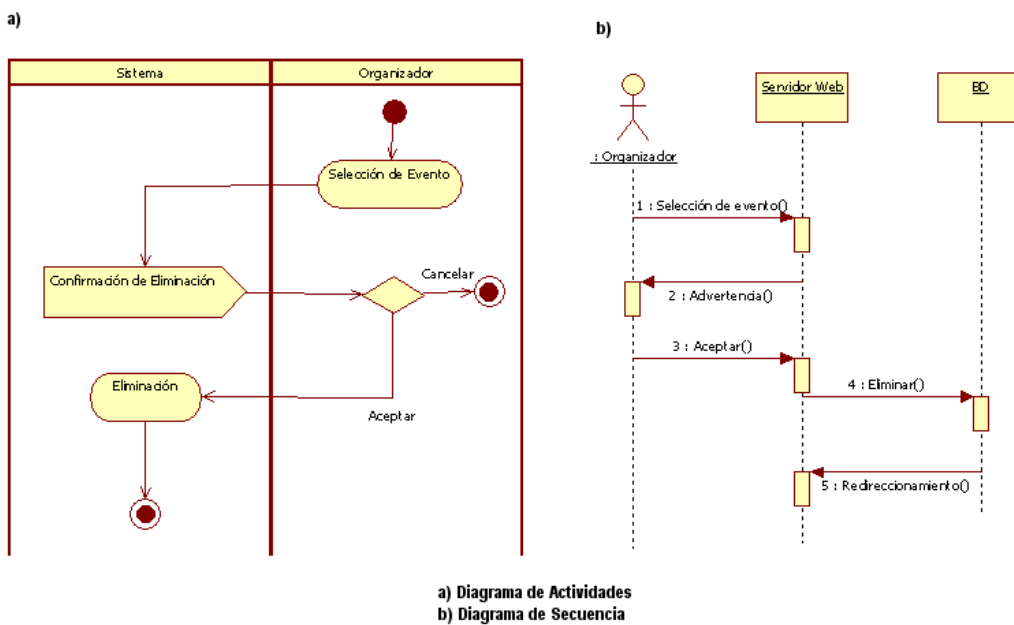 a)
Sistema
Organizador
Selección de Evento
Confirmación de Eliminación
Cancelar
Eliminación
Aceptar
b)
Servidor Web
BD
: Organizador
1 : Selección de evento()
2 : Advertencia()
3 : Aceptar()
4 : Eliminar()
5 : Redireccionamiento()
a) Diagrama de Actividades
b) Diagrama de Secuencia